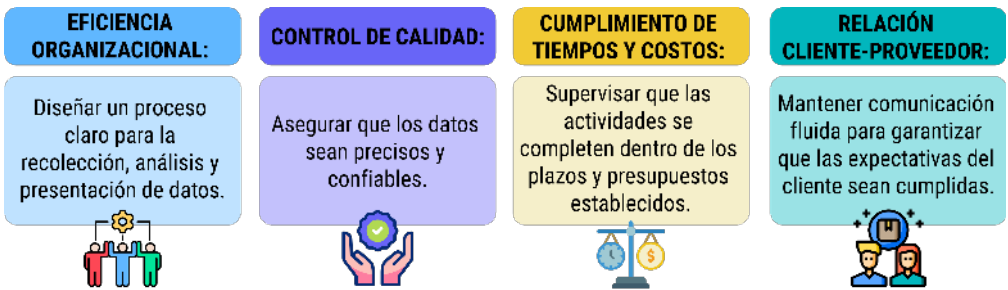 EFICIENCIA
ORGANIZACIONAL:
Diseñar un proceso
claro para la
recolección, análisis y
presentación de datos.
CONTROL DE CALIDAD:
Asegurar que los datos
sean precisos y
confiables.
CUMPLIMIENTO DE
TIEMPOS Y COSTOS:
Supervisar que las
actividades se
completen dentro de los
plazos y presupuestos
establecidos.
$
RELACIÓN
CLIENTE-PROVEEDOR:
Mantener comunicación
fluida para garantizar
que las expectativas del
cliente sean cumplidas.